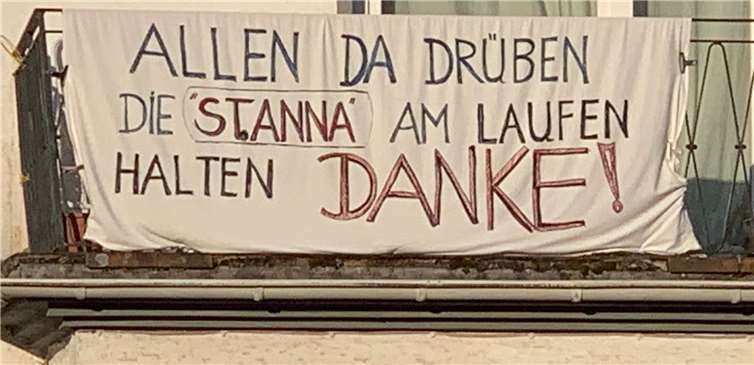 ALLEN DA DRÜBEN
DIE "ST.ANNA" AM LAUFEN
HALTEN DANKE!